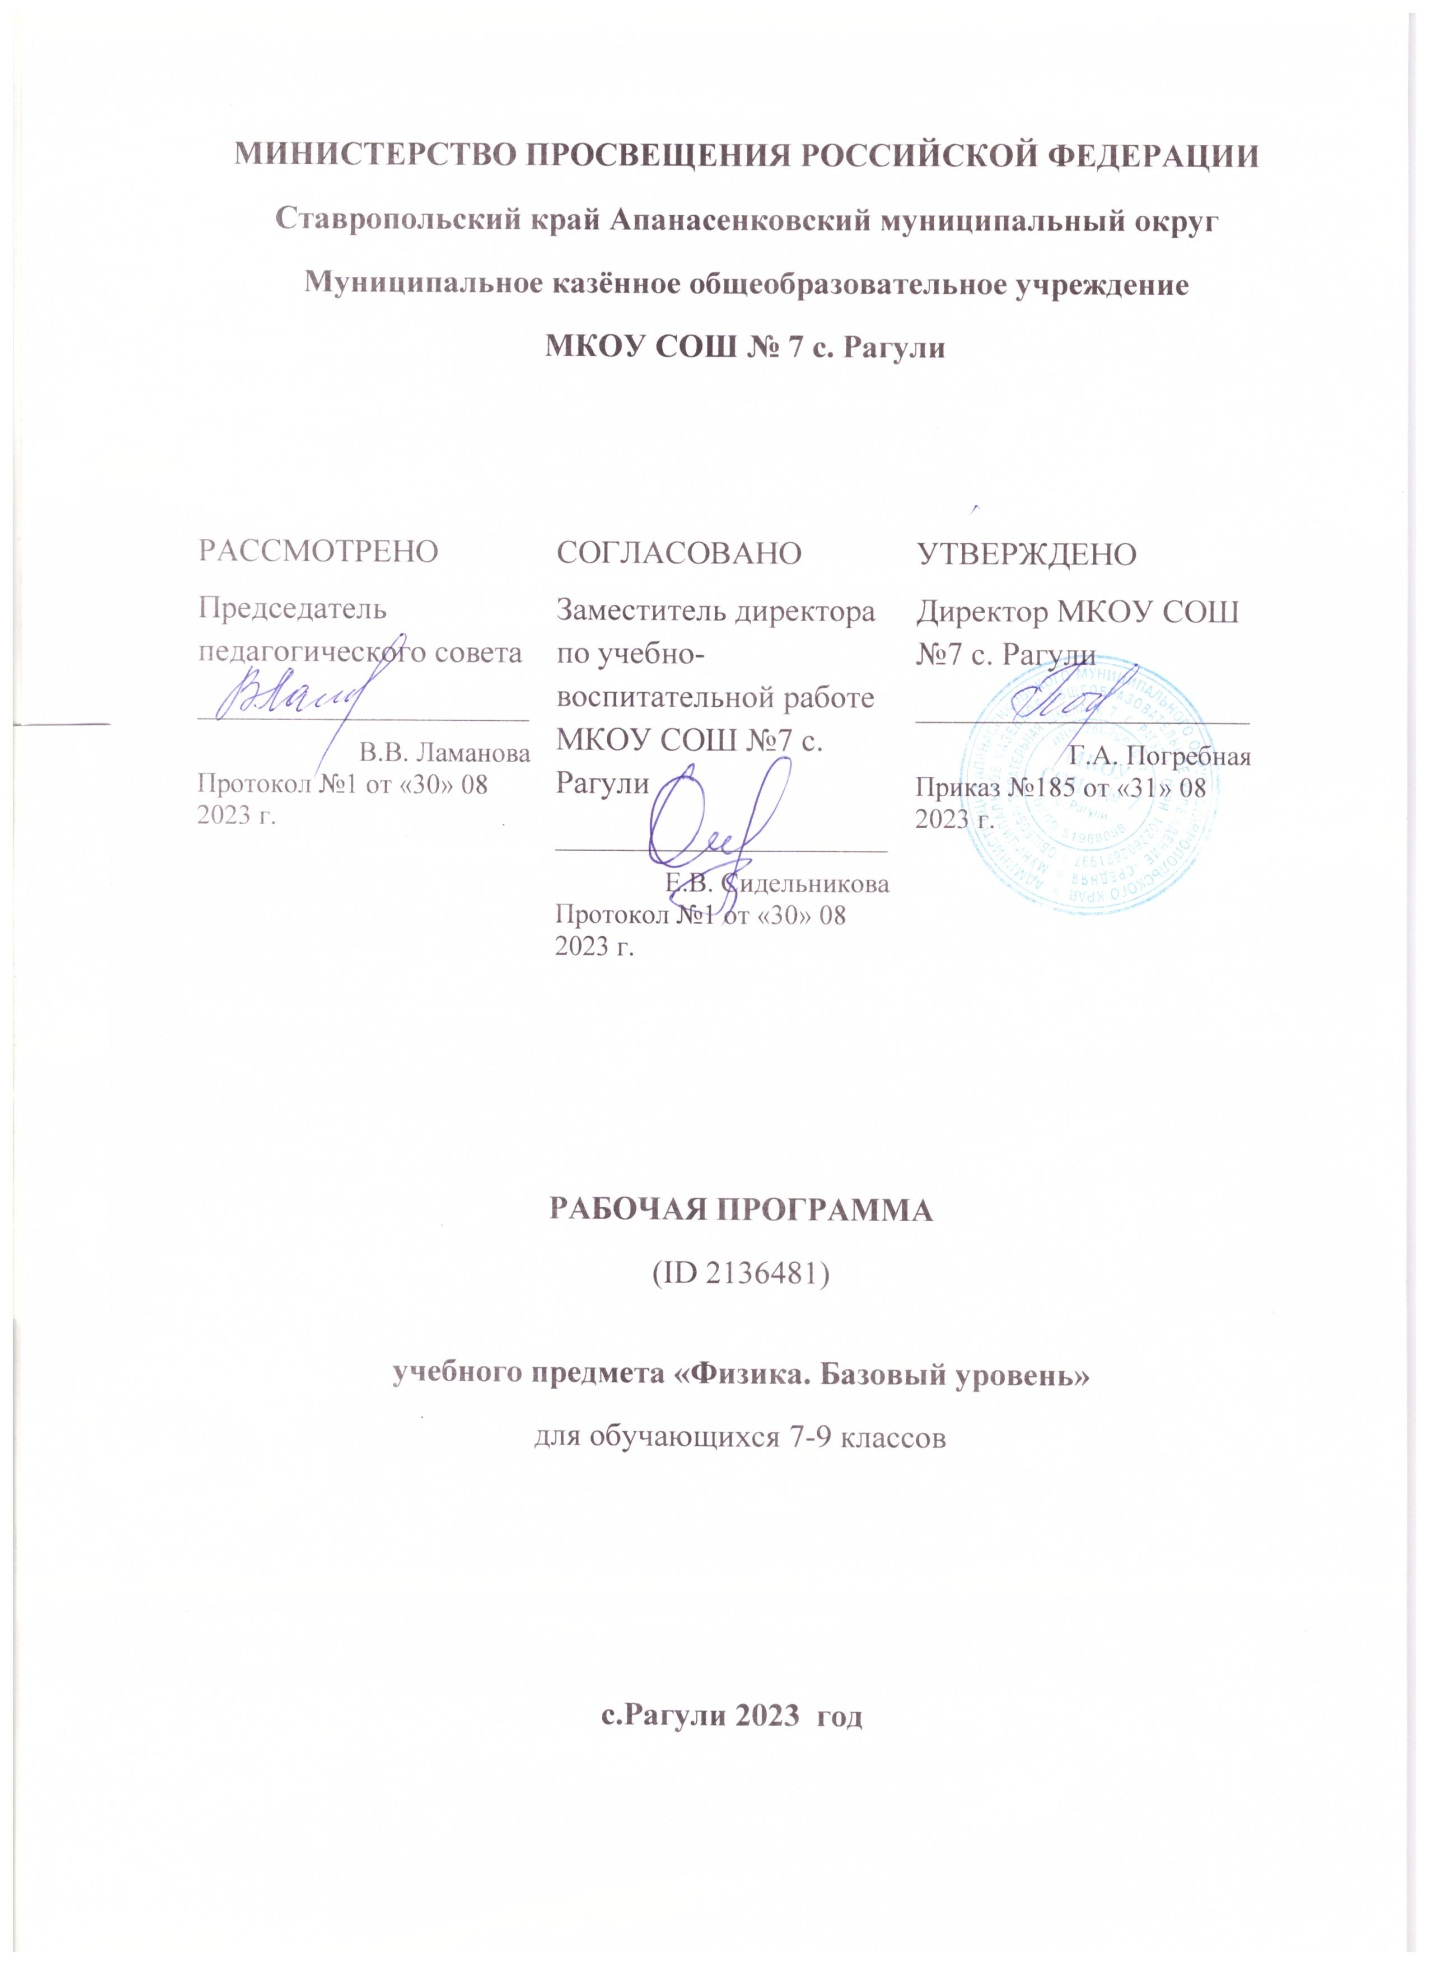 МИНИСТЕРСТВО ПРОСВЕЩЕНИЯ РОССИЙСКОЙ ФЕДЕРАЦИИ
Ставропольский край Апанасенковский муниципальный округ
Муниципальное казённое общеобразовательное учреждение
МКОУ СОШ № 7 с. Рагули
РАССМОТРЕНО
Председатель
педагогического совета
В.В. Ламанова
Протокол №1 от «30» 08
2023 г.
СОГЛАСОВАНО
Заместитель директора
по учебно-
воспитательной работе
МКОУ СОШ №7 с.
Рагули
Е.В. Сидельникова
Протокол №1 от «30» 08
2023 г.
УТВЕРЖДЕНО
Директор МКОУ СОШ
№7 с. Рагули
Г.А. Погребная
Приказ №185 от «31» 08
2023 г.
РАБОЧАЯ ПРОГРАММА
(ID 2136481)
учебного предмета «Физика. Базовый уровень»
для обучающихся 7-9 классов
с.Рагули 2023 год